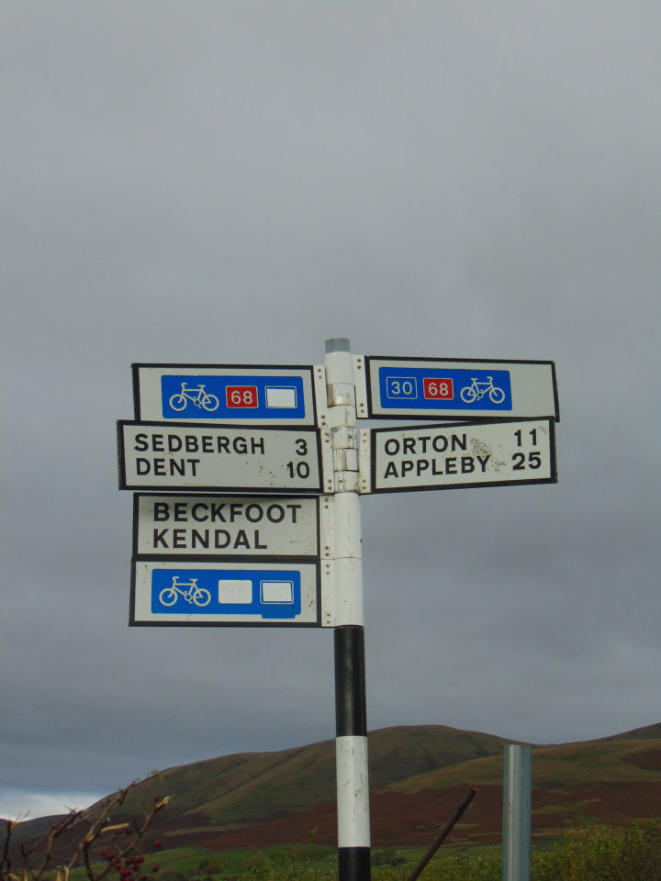 68
30 68
SEDBERGH 3
DENT 10
ORTON 11
APPLEBY 25
BECKFOOT
KENDAL